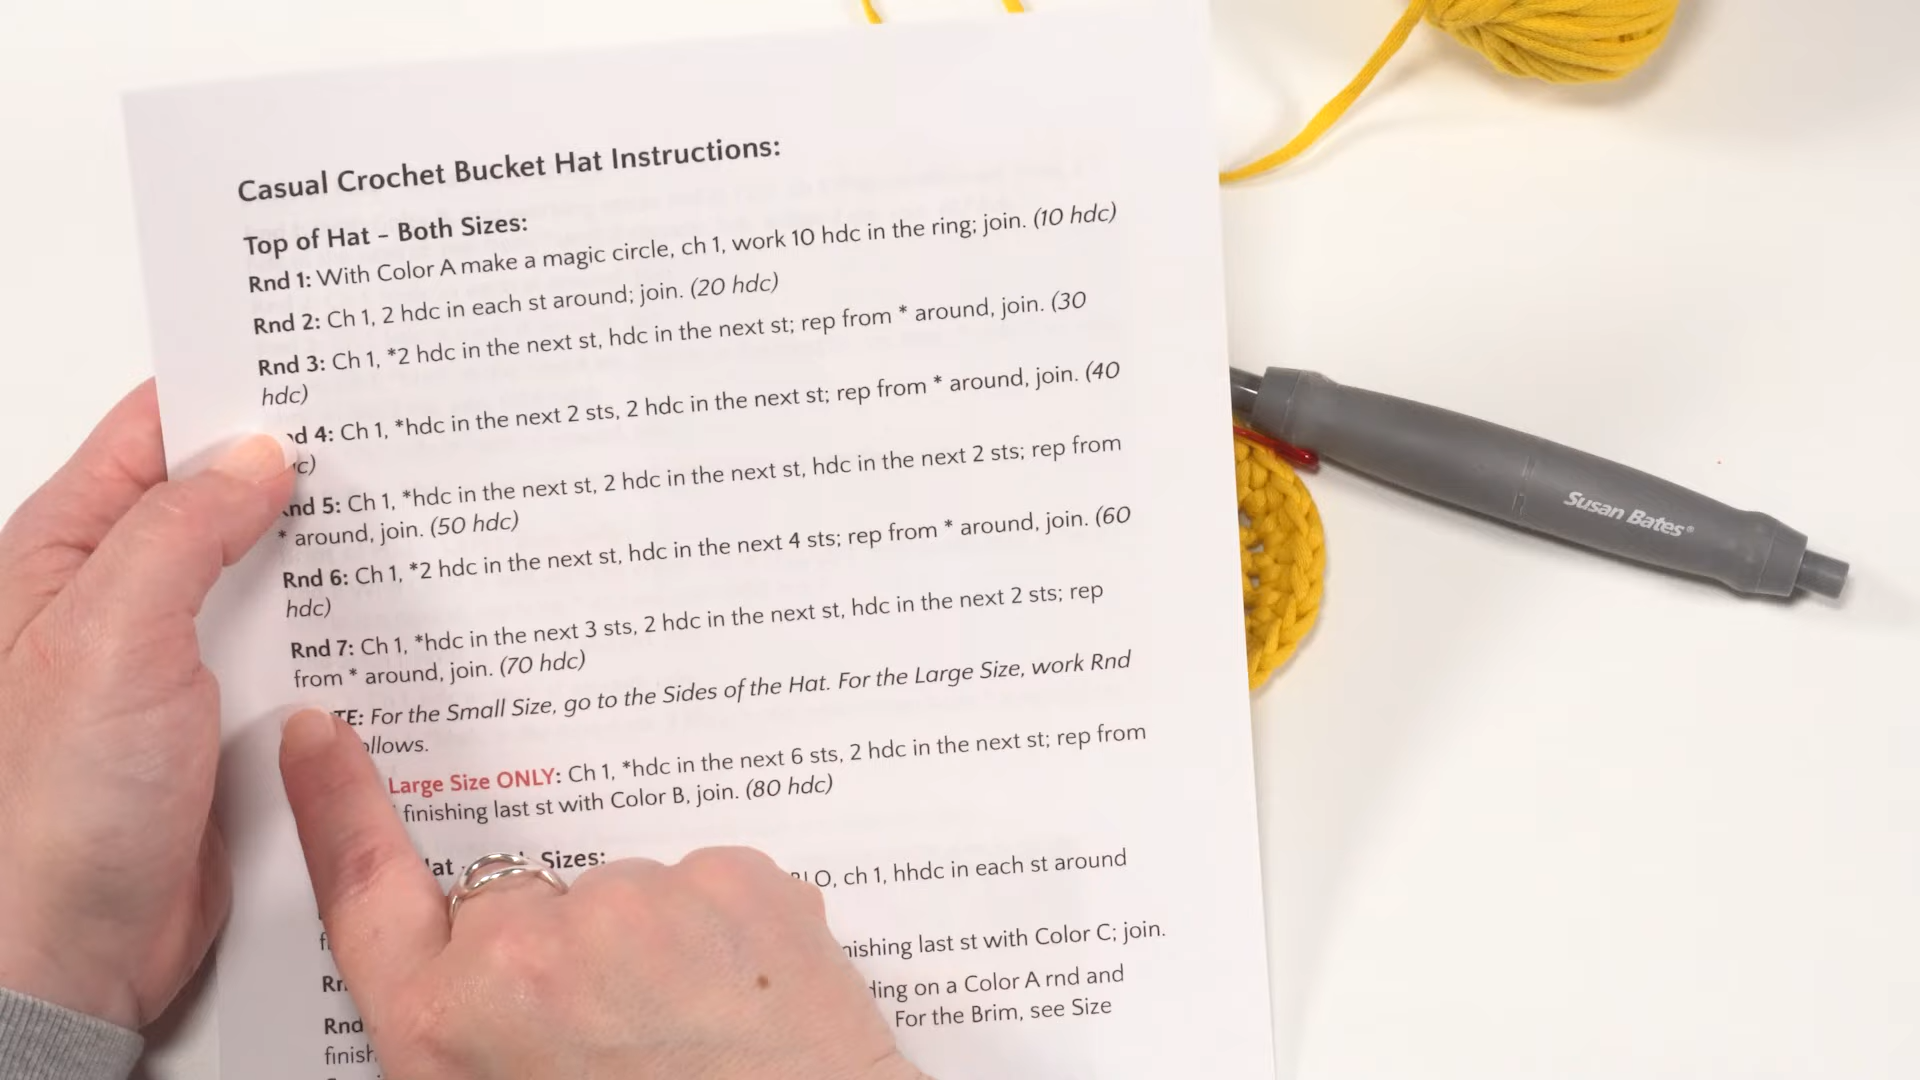 Casual Crochet Bucket Hat Instructions:
Top of Hat - Both Sizes:
Rnd 1: With Color A make a magic circle, ch 1, work 10 hdc in the ring; join. (10 hdc)
Rnd 2: Ch 1, 2 hdc in each st around; join. (20 hdc)
Rnd 3: Ch 1, *2 hdc in the next st, hdc in the next st; rep from * around, join. (30
hdc)
4: Ch 1, *hdc in the next 2 sts, 2 hdc in the next st; rep from * around, join. (40
5: Ch 1, *hdc in the next st, 2 hdc in the next st, hdc in the next 2 sts; rep from
* around, join. (50 hdc)
Rnd 6: Ch 1, *2 hdc in the next st, hdc in the next 4 sts; rep from * around, join. (60
hdc)
Rnd 7: Ch 1, *hdc in the next 3 sts, 2 hdc in the next st, hdc in the next 2 sts; rep
from * around, join. (70 hdc)
For the Small Size, go to the Sides of the Hat. For the Large Size, work Rnd
Large Size ONLY: Ch 1, *hdc in the next 6 sts, 2 hdc in the next st; rep from
finishing last st with Color B, join. (80 hdc)
Sizes:
ch 1, hhdc in each st around
last st with Color C; join.
on a Color A rnd and
Rnd For the Brim, see Size
Susan Bates®